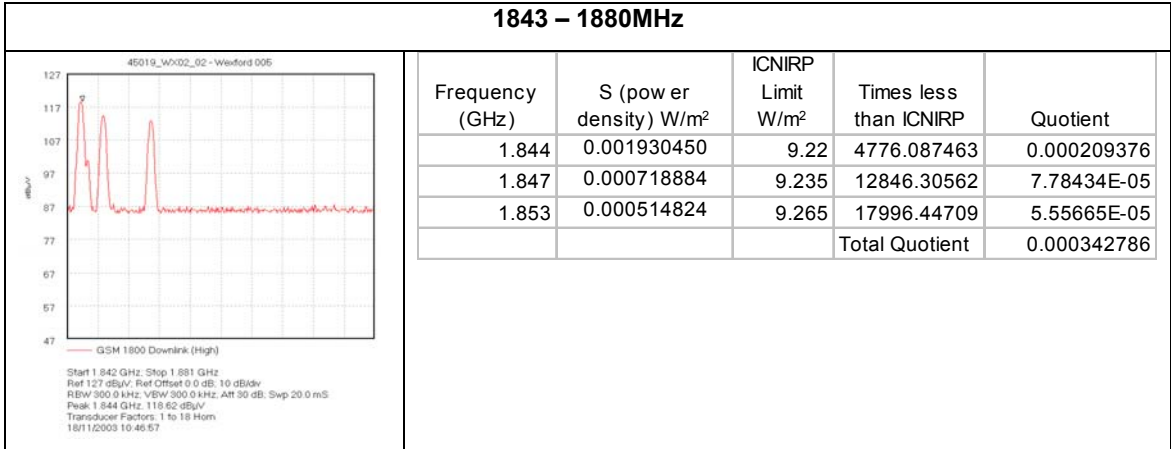 1843 – 1880MHz
45019_WX02_02 - Wexford 005
127
117
107
97
87
77
67
57
47
dBµV
GSM 1800 Downlink (High)
Start 1.842 GHz; Stop 1.881 GHz
Ref 127 dBµV; Ref Offset 0.0 dB; 10 dB/div
RBW 300.0 kHz; VBW 300.0 kHz; Att 30 dB; Swp 20.0 mS
Peak 1.844 GHz, 118.62 dBµV
Transducer Factors: 1 to 18 Horn
18/11/2003 10:46:57
Frequency (GHz) S (pow er density) W/m² ICNIRP Limit W/m² Times less than ICNIRP Quotient
1.844 0.001930450 9.22 4776.087463 0.000209376
1.847 0.000718884 9.235 12846.30562 7.78434E-05
1.853 0.000514824 9.265 17996.44709 5.55665E-05
Total Quotient 0.000342786